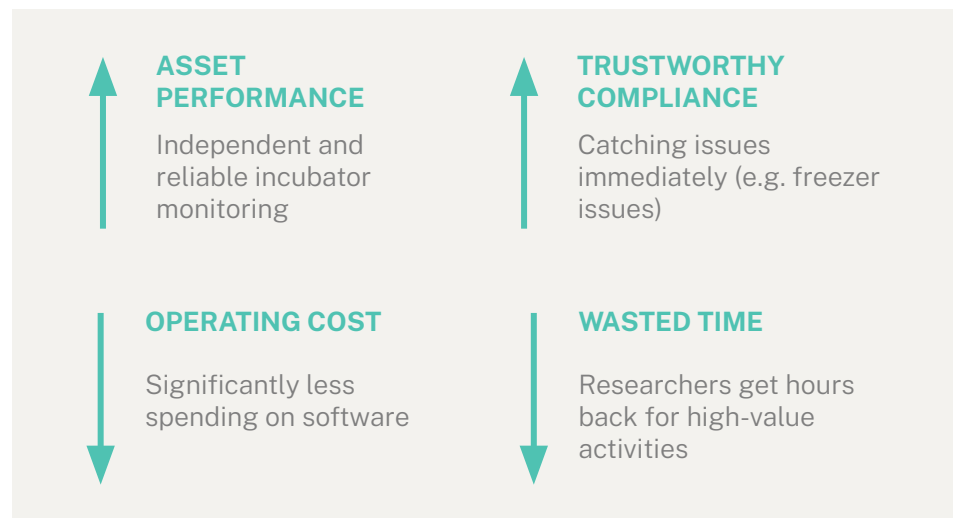 ASSET
PERFORMANCE
Independent and
reliable incubator
monitoring
TRUSTWORTHY
COMPLIANCE
Catching issues
immediately (e.g. freezer
issues)
OPERATING COST
Significantly less
spending on software
WASTED TIME
Researchers get hours
back for high-value
activities